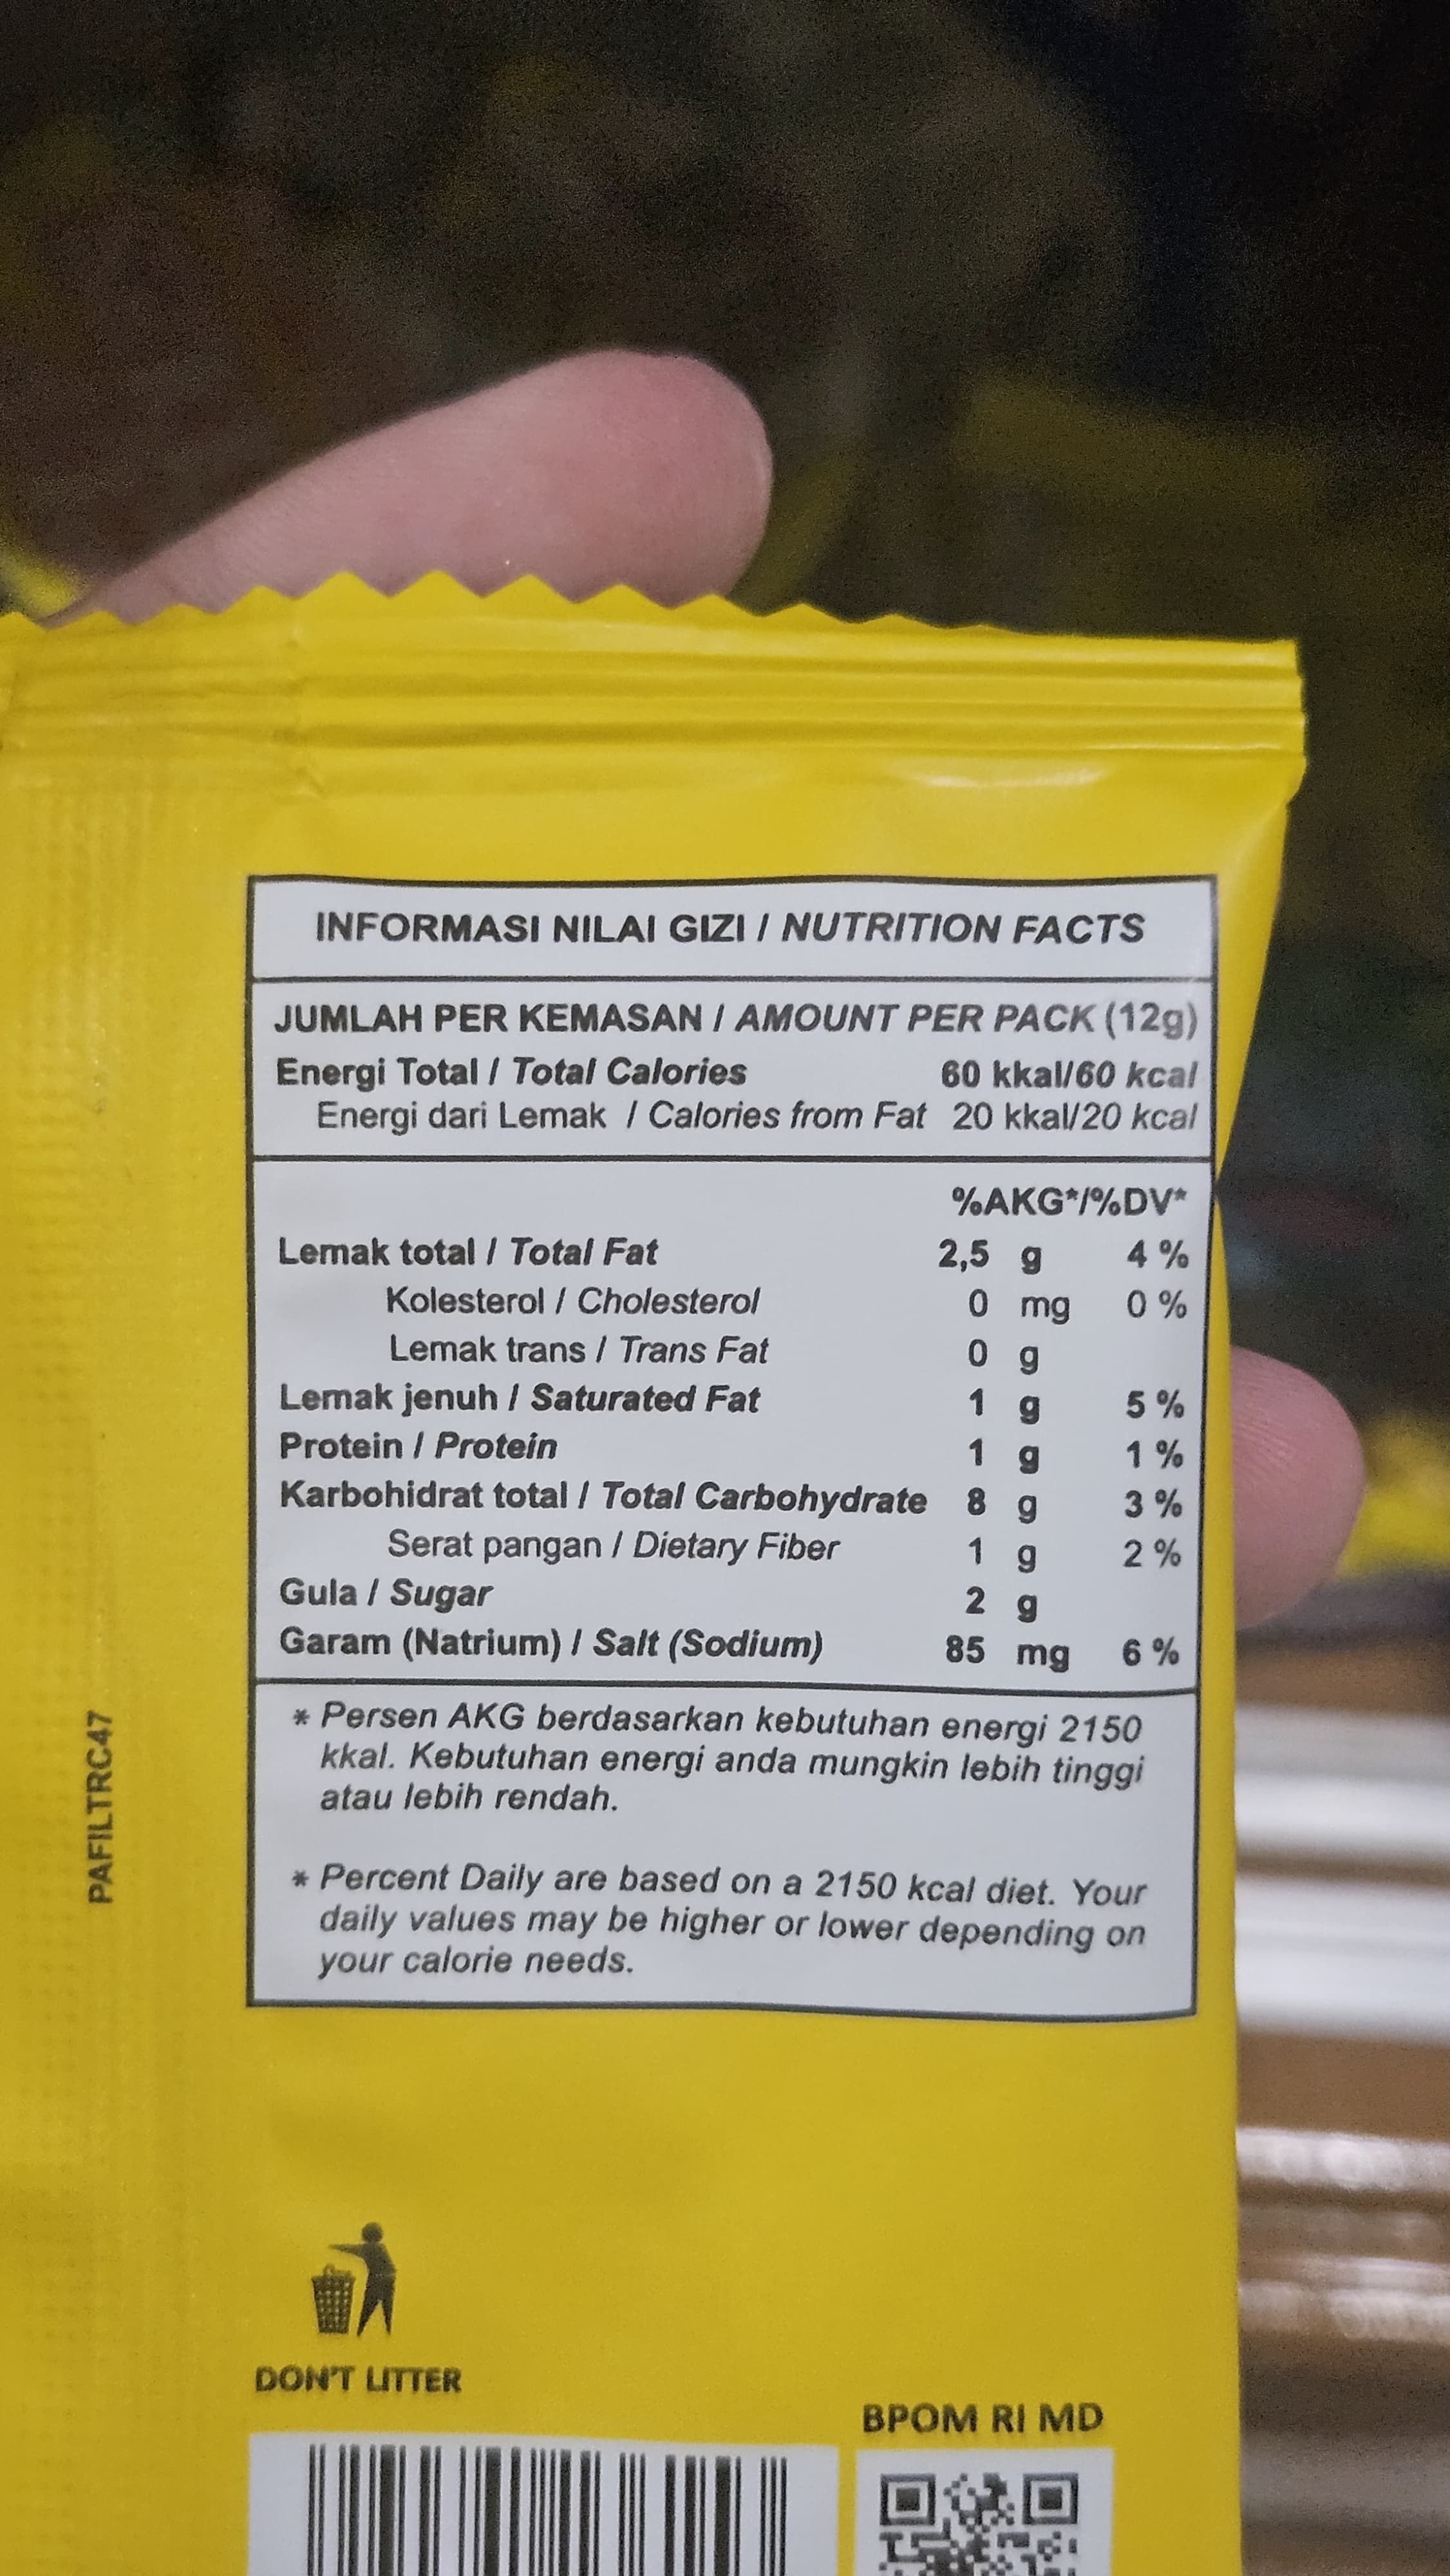 INFORMASI NILAI GIZI / NUTRITION FACTS
JUMLAH PER KEMASAN / AMOUNT PER PACK (12g)
Energi Total / Total Calories 60 kkal/60 kcal
Energi dari Lemak / Calories from Fat 20 kkal/20 kcal
%AKG*/%DV*
Lemak total / Total Fat 2,5 g 4 %
Kolesterol / Cholesterol 0 mg 0 %
Lemak trans / Trans Fat 0 g
Lemak jenuh / Saturated Fat 1 g 5 %
Protein / Protein 1 g 1 %
Karbohidrat total / Total Carbohydrate 8 g 3 %
Serat pangan / Dietary Fiber 1 g 2 %
Gula / Sugar 2 g
Garam (Natrium) / Salt (Sodium) 85 mg 6 %
* Persen AKG berdasarkan kebutuhan energi 2150
kkal. Kebutuhan energi anda mungkin lebih tinggi
atau lebih rendah.
* Percent Daily are based on a 2150 kcal diet. Your
daily values may be higher or lower depending on
your calorie needs.
PAFILTRC47
DON'T LITTER
BPOM RI MD